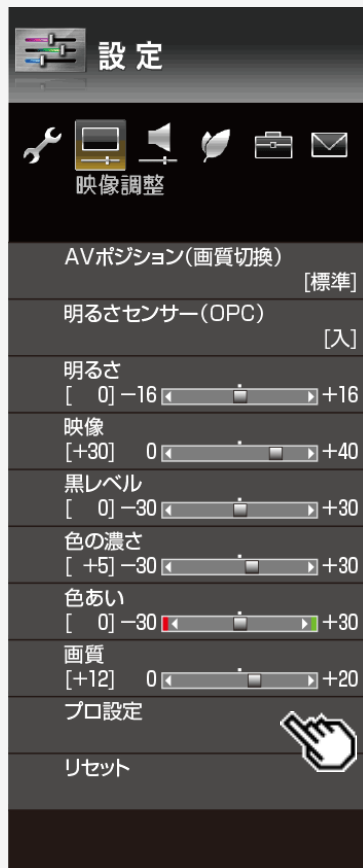 設定
映像調整
AVポジション(画質切換)
[標準]
明るさセンサー(OPC)
[入]
明るさ
[ 0] −16 +16
映像
[+30] 0 +40
黒レベル
[ 0] −30 +30
色の濃さ
[ +5] −30 +30
色あい
[ 0] −30 +30
画質
[+12] 0 +20
プロ設定
リセット